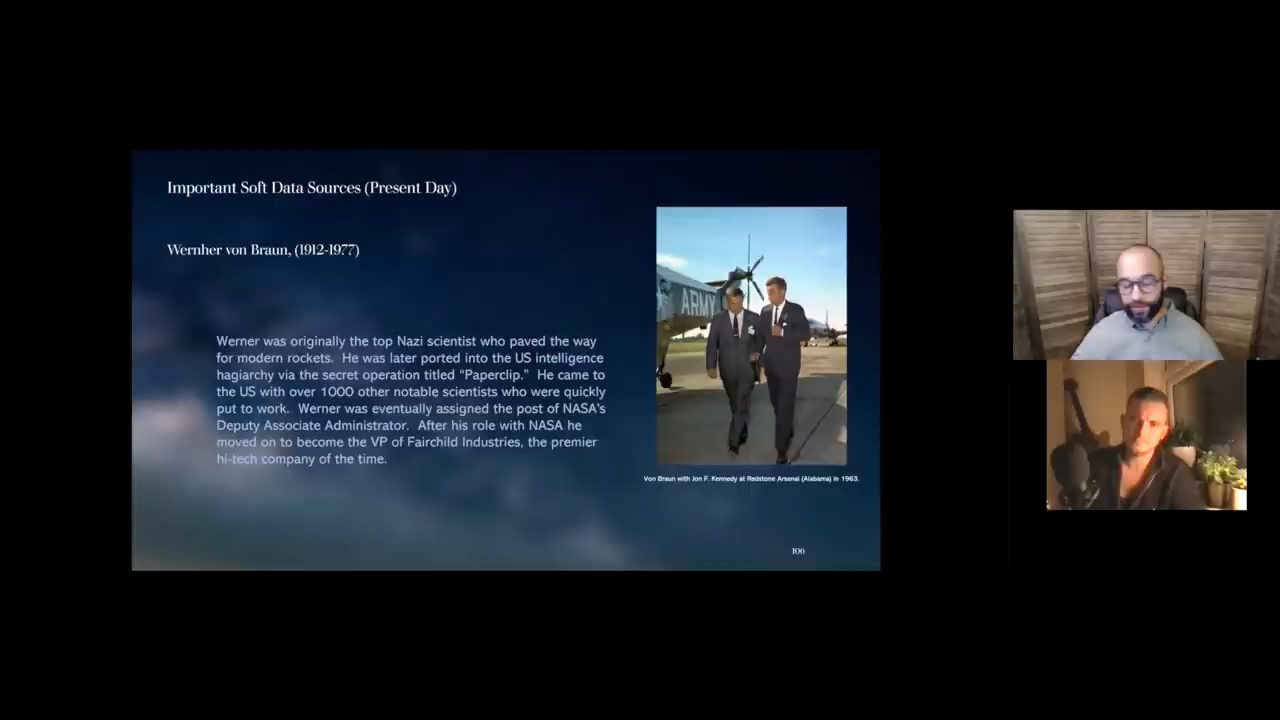 Important Soft Data Sources (Present Day)
Wernher von Braun, (1912-1977)
Werner was originally the top Nazi scientist who paved the way
for modern rockets. He was later ported into the US intelligence
hagiarchy via the secret operation titled “Paperclip.” He came to
the US with over 1000 other notable scientists who were quickly
put to work. Werner was eventually assigned the post of NASA's
Deputy Associate Administrator. After his role with NASA he
moved on to become the VP of Fairchild Industries, the premier
hi-tech company of the time.
ARMY
Von Braun with Jon F. Kennedy at Redstone Arsenal (Alabama) in 1963.
106